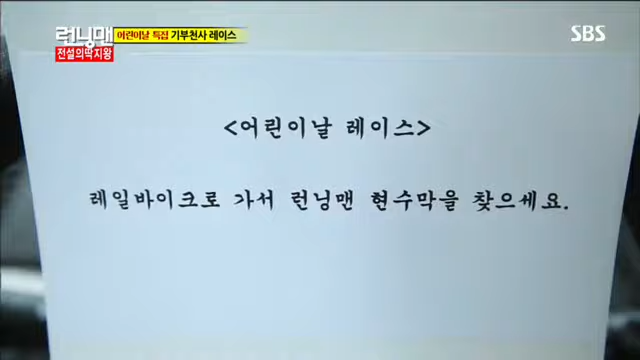 런닝맨
전설의딱지왕
어린이날 특집 기부천사 레이스
SBS
<어린이날 레이스>
레일바이크로 가서 런닝맨 현수막을 찾으세요.